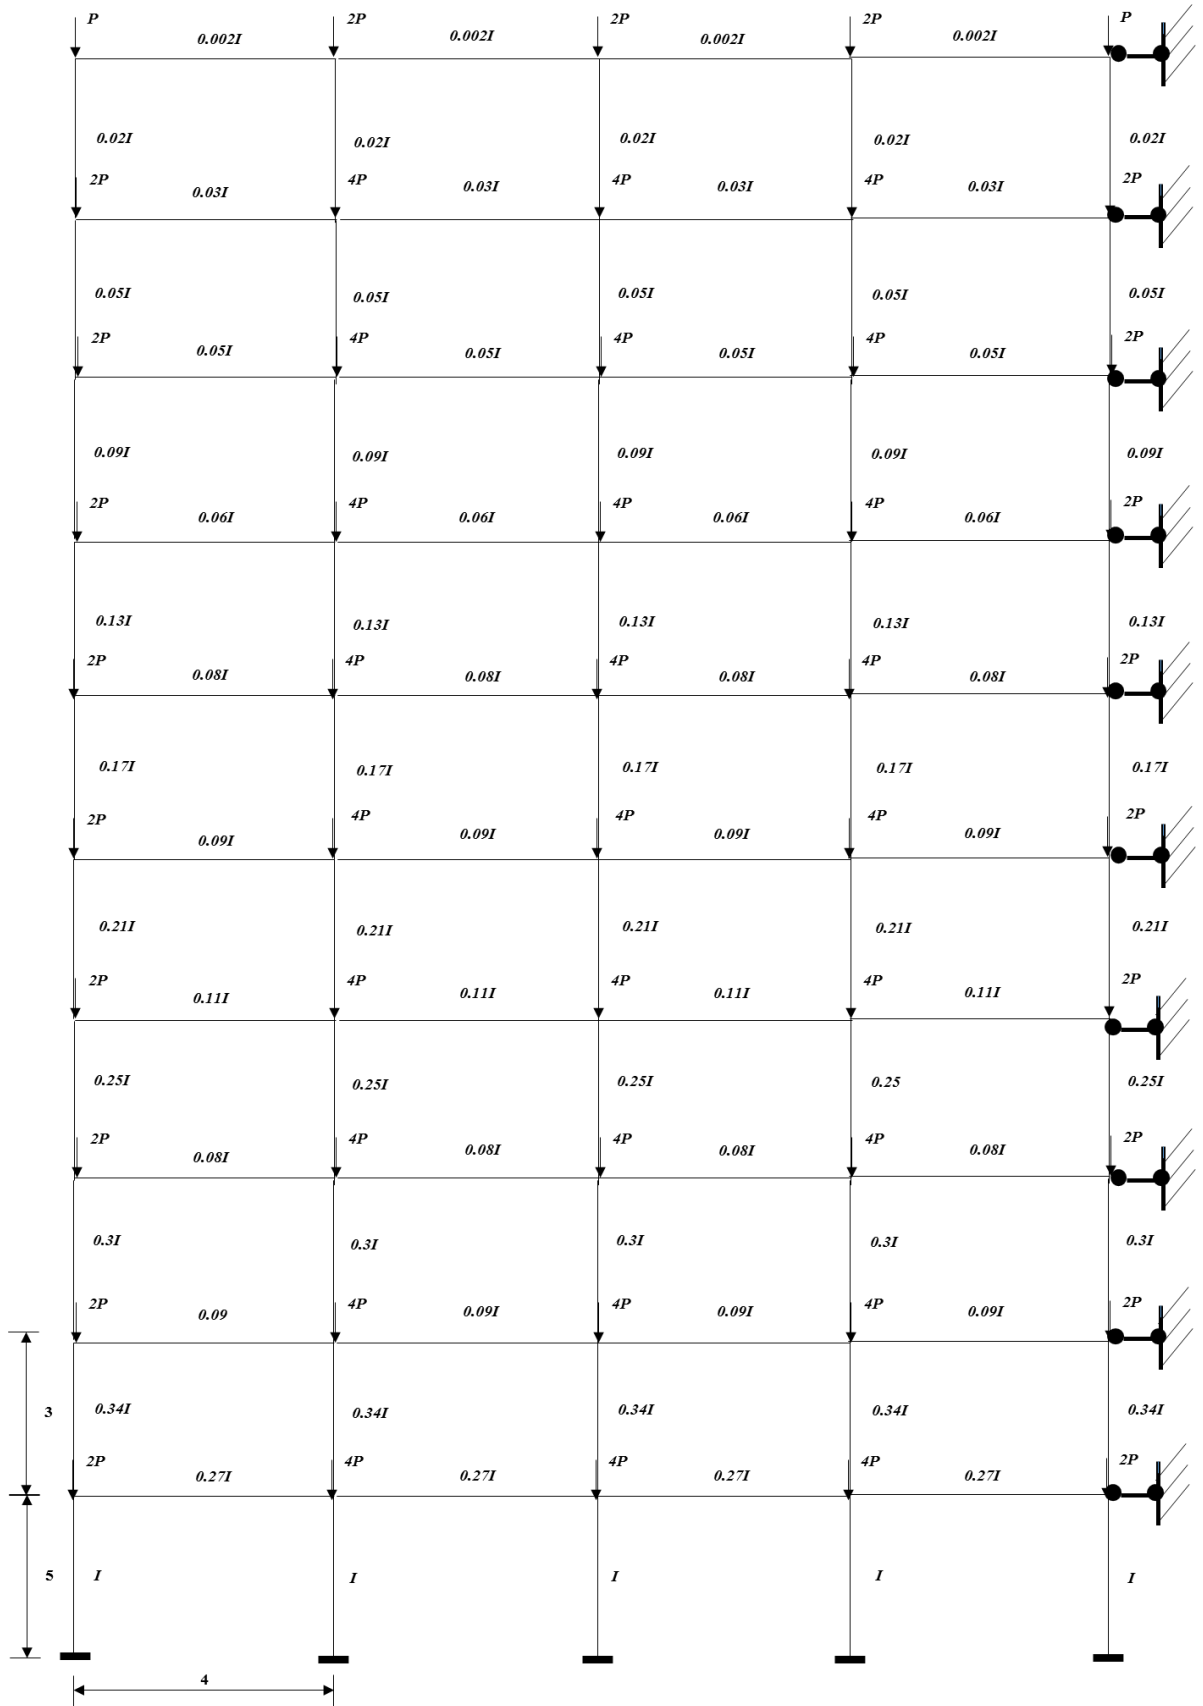 P 2P 2P 2P P
0.002I 0.002I 0.002I 0.002I
0.02I 0.02I 0.02I 0.02I 0.02I
2P 4P 4P 4P 2P
0.03I 0.03I 0.03I 0.03I
0.05I 0.05I 0.05I 0.05I 0.05I
2P 4P 4P 4P 2P
0.05I 0.05I 0.05I 0.05I
0.09I 0.09I 0.09I 0.09I 0.09I
2P 4P 4P 4P 2P
0.06I 0.06I 0.06I 0.06I
0.13I 0.13I 0.13I 0.13I 0.13I
2P 4P 4P 4P 2P
0.08I 0.08I 0.08I 0.08I
0.17I 0.17I 0.17I 0.17I 0.17I
2P 4P 4P 4P 2P
0.09I 0.09I 0.09I 0.09I
0.21I 0.21I 0.21I 0.21I 0.21I
2P 4P 4P 4P 2P
0.11I 0.11I 0.11I 0.11I
0.25I 0.25I 0.25I 0.25 0.25I
2P 4P 4P 4P 2P
0.08I 0.08I 0.08I 0.08I
0.3I 0.3I 0.3I 0.3I 0.3I
2P 4P 4P 4P 2P
0.09 0.09I 0.09I 0.09I
3 0.34I 0.34I 0.34I 0.34I 0.34I
2P 4P 4P 4P 2P
0.27I 0.27I 0.27I 0.27I
5 I I I I I
4